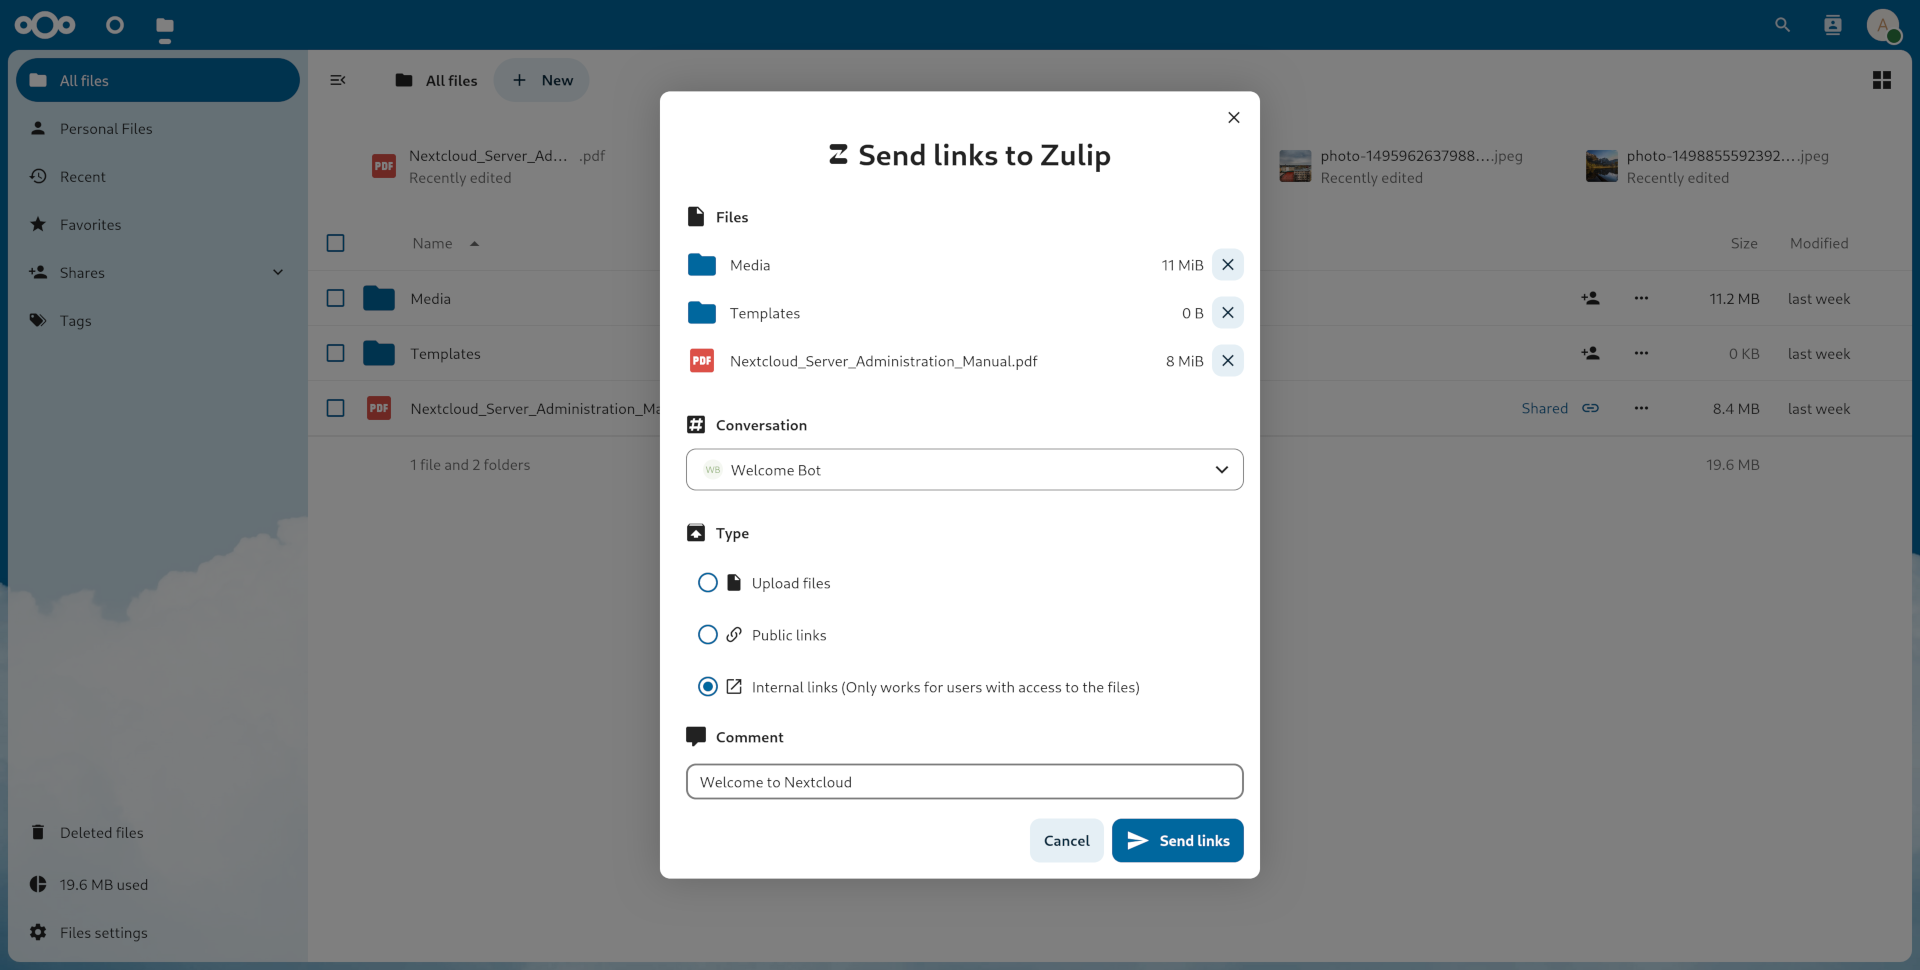 A
All files
Personal Files
Recent
Favorites
Shares
Tags
Deleted files
19.6 MB used
Files settings
All files
New
PDF
Nextcloud_Server_Ad... .pdf
Recently edited
photo-1495962637988....jpeg
Recently edited
photo-1498855592392....jpeg
Recently edited
Name
Size
Modified
Media
11.2 MB
last week
Templates
0 KB
last week
PDF
Nextcloud_Server_Administration_Ma
Shared
8.4 MB
last week
1 file and 2 folders
19.6 MB
Send links to Zulip
Files
Media
11 MiB
Templates
0 B
PDF
Nextcloud_Server_Administration_Manual.pdf
8 MiB
Conversation
WB
Welcome Bot
Type
Upload files
Public links
Internal links (Only works for users with access to the files)
Comment
Welcome to Nextcloud
Cancel
Send links